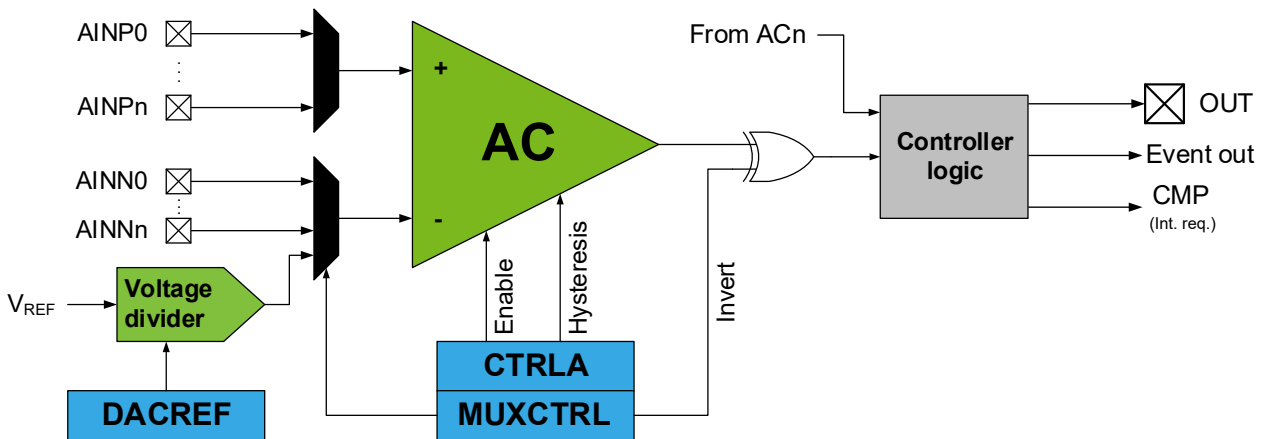 AINP0
AINPn
AINN0
AINNn
VREF
Voltage
divider
DACREF
+
AC
-
Enable
Hysteresis
Invert
CTRLA
MUXCTRL
From ACn
Controller
logic
OUT
Event out
CMP
(Int. req.)